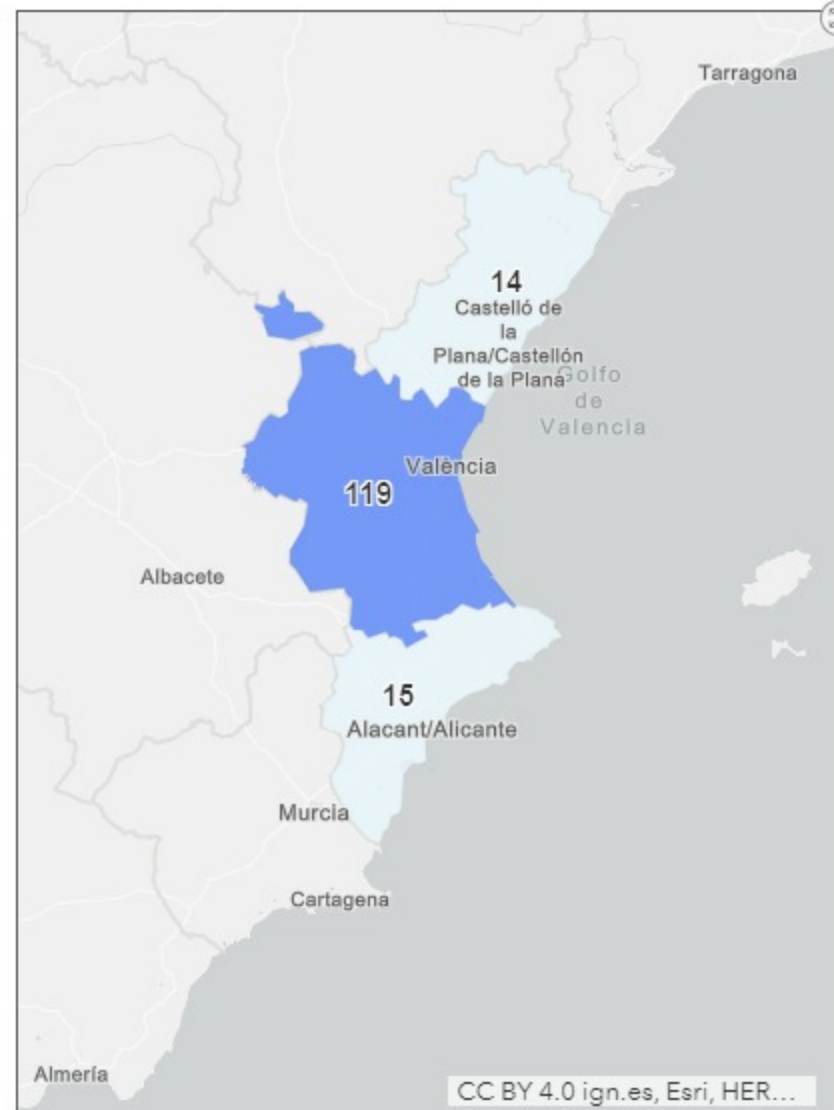 Tarragona
14
Castelló de
la
Plana/Castellón
de la Plana
Golfo
de
Valencia
València
119
Albacete
15
Alacant/Alicante
Murcia
Cartagena
Almería
CC BY 4.0 ign.es, Esri, HER...